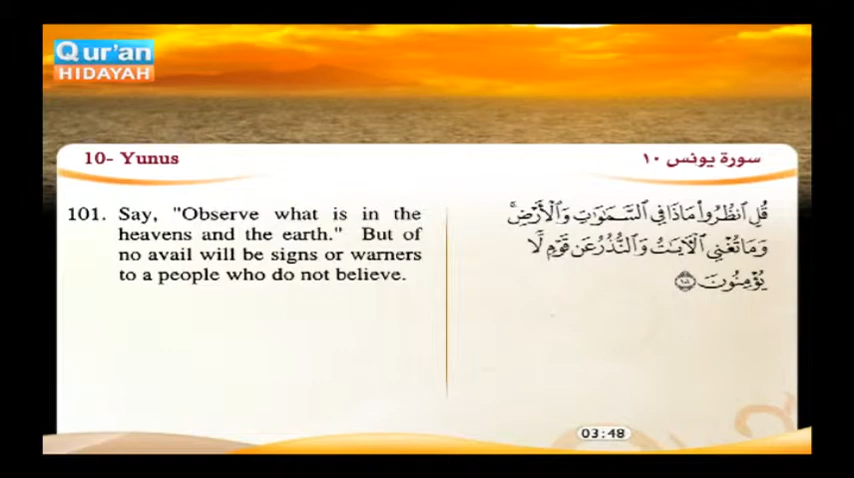 Qur'an
HIDAYAH
10- Yunus
سورة يونس ١٠
101. Say, "Observe what is in the
heavens and the earth." But of
no avail will be signs or warners
to a people who do not believe.
قُلِ ٱنظُرُوا۟ مَاذَا فِى ٱلسَّمَـٰوَٰتِ وَٱلْأَرْضِ ۚ
وَمَا تُغْنِى ٱلْـَٔايَـٰتُ وَٱلنُّذُرُ عَن قَوْمٍ لَّا
يُؤْمِنُونَ ١٠١
03:48